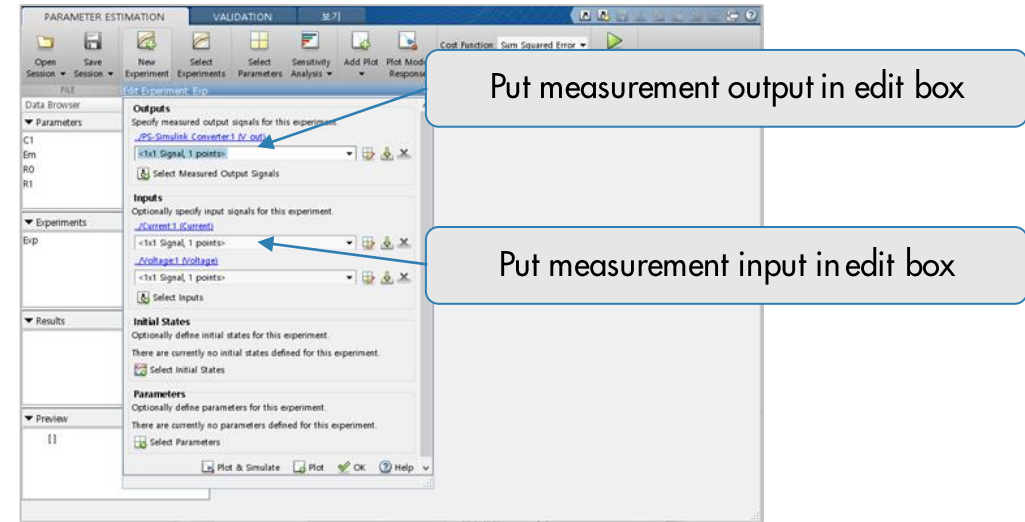 PARAMETER ESTIMATION
VALIDATION
보기
Open Session
Save Session
New Experiment
Select Experiments
Select Parameters
Sensitivity Analysis
Add Plot
Plot Mod
Response
Cost Function: Sum Squared Error
FILE
Edit Experiment: Exp
Data Browser
Parameters
C1
Em
R0
R1
Experiments
Exp
Results
Preview
[]
Outputs
Specify measured output signals for this experiment.
../PS-Simulink Converter:1 (V_out)
<1x1 Signal, 1 points>
Select Measured Output Signals
Inputs
Optionally specify input signals for this experiment.
../Current:1 (Current)
<1x1 Signal, 1 points>
../Voltage:1 (Voltage)
<1x1 Signal, 1 points>
Select Inputs
Initial States
Optionally define initial states for this experiment.
There are currently no initial states defined for this experiment.
Select Initial States
Parameters
Optionally define parameters for this experiment.
There are currently no parameters defined for this experiment.
Select Parameters
Plot & Simulate
Plot
OK
Help
Put measurement output in edit box
Put measurement input in edit box